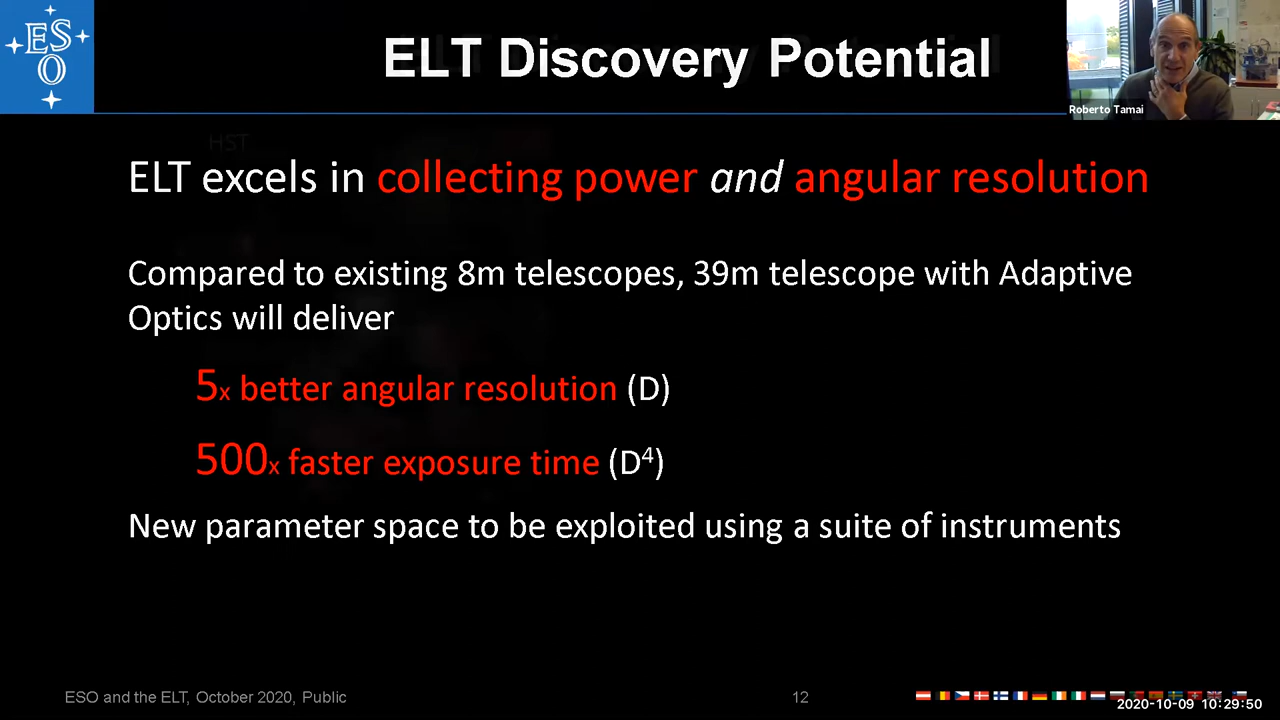 ES
O
ELT Discovery Potential
Roberto Tamai
HST
ELT excels in collecting power and angular resolution
Compared to existing 8m telescopes, 39m telescope with Adaptive
Optics will deliver
5x better angular resolution (D)
500x faster exposure time (D⁴)
New parameter space to be exploited using a suite of instruments
ESO and the ELT, October 2020, Public
12
2020-10-09 10:29:50